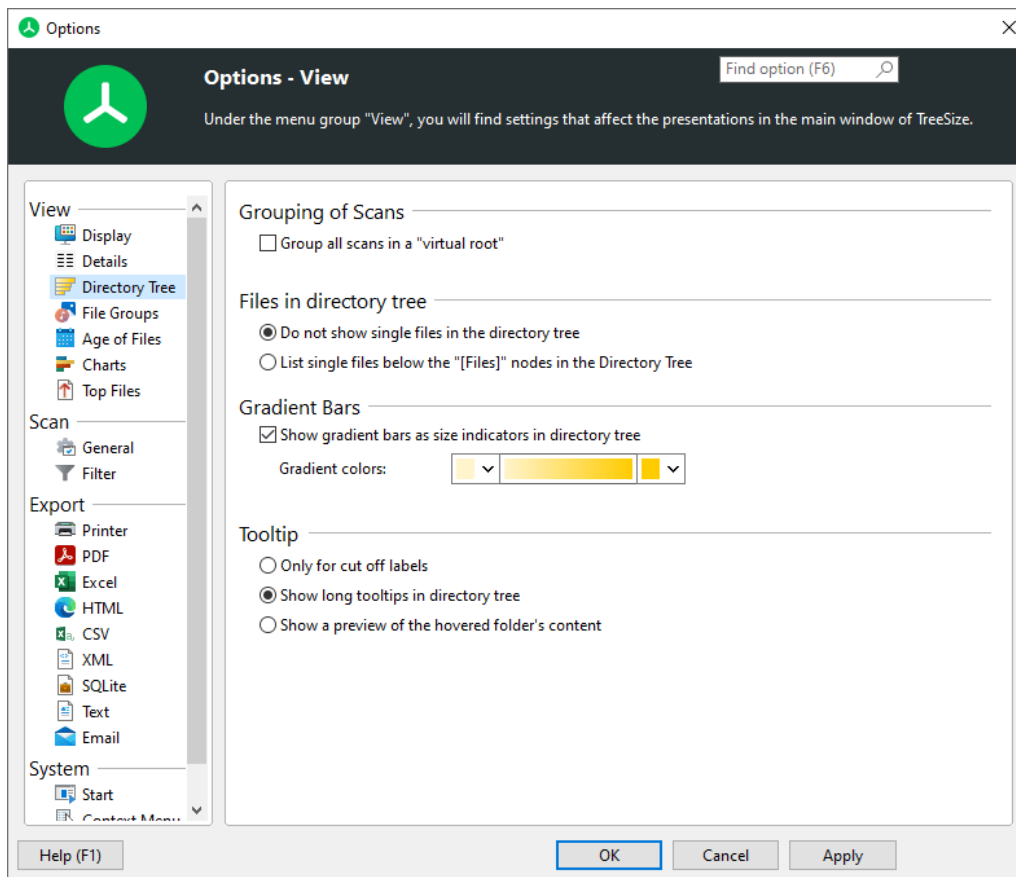 Options
Options - View
Find option (F6)
Under the menu group "View", you will find settings that affect the presentations in the main window of TreeSize.
View
Display
Details
Directory Tree
File Groups
Age of Files
Charts
Top Files
Scan
General
Filter
Export
Printer
PDF
Excel
HTML
CSV
XML
SQLite
Text
Email
System
Start
Context Menu
Grouping of Scans
Group all scans in a "virtual root"
Files in directory tree
Do not show single files in the directory tree
List single files below the "[Files]" nodes in the Directory Tree
Gradient Bars
Show gradient bars as size indicators in directory tree
Gradient colors:
Tooltip
Only for cut off labels
Show long tooltips in directory tree
Show a preview of the hovered folder's content
Help (F1)
OK
Cancel
Apply